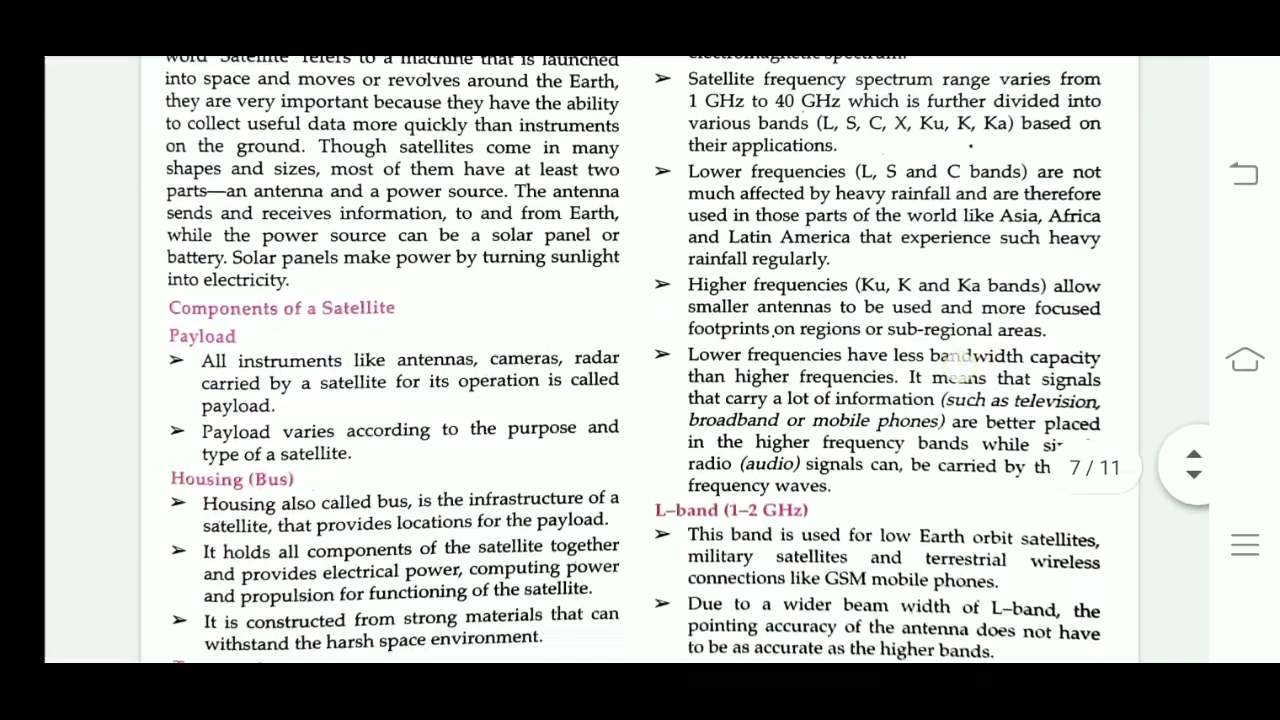 word 'Satellite' refers to a machine that is launched
into space and moves or revolves around the Earth,
they are very important because they have the ability
to collect useful data more quickly than instruments
on the ground. Though satellites come in many
shapes and sizes, most of them have at least two
parts—an antenna and a power source. The antenna
sends and receives information, to and from Earth,
while the power source can be a solar panel or
battery. Solar panels make power by turning sunlight
into electricity.
Components of a Satellite
Payload
➢ All instruments like antennas, cameras, radar
carried by a satellite for its operation is called
payload.
➢ Payload varies according to the purpose and
type of a satellite.
Housing (Bus)
➢ Housing also called bus, is the infrastructure of a
satellite, that provides locations for the payload.
➢ It holds all components of the satellite together
and provides electrical power, computing power
and propulsion for functioning of the satellite.
➢ It is constructed from strong materials that can
withstand the harsh space environment.
electromagnetic spectrum.
➢ Satellite frequency spectrum range varies from
1 GHz to 40 GHz which is further divided into
various bands (L, S, C, X, Ku, K, Ka) based on
their applications.
➢ Lower frequencies (L, S and C bands) are not
much affected by heavy rainfall and are therefore
used in those parts of the world like Asia, Africa
and Latin America that experience such heavy
rainfall regularly.
➢ Higher frequencies (Ku, K and Ka bands) allow
smaller antennas to be used and more focused
footprints on regions or sub-regional areas.
➢ Lower frequencies have less bandwidth capacity
than higher frequencies. It means that signals
that carry a lot of information (such as television,
broadband or mobile phones) are better placed
in the higher frequency bands while
radio (audio) signals can, be carried by
frequency waves.
L–band (1–2 GHz)
➢ This band is used for low Earth orbit satellites,
military satellites and terrestrial wireless
connections like GSM mobile phones.
➢ Due to a wider beam width of L–band, the
pointing accuracy of the antenna does not have
to be as accurate as the higher bands.
7 / 11